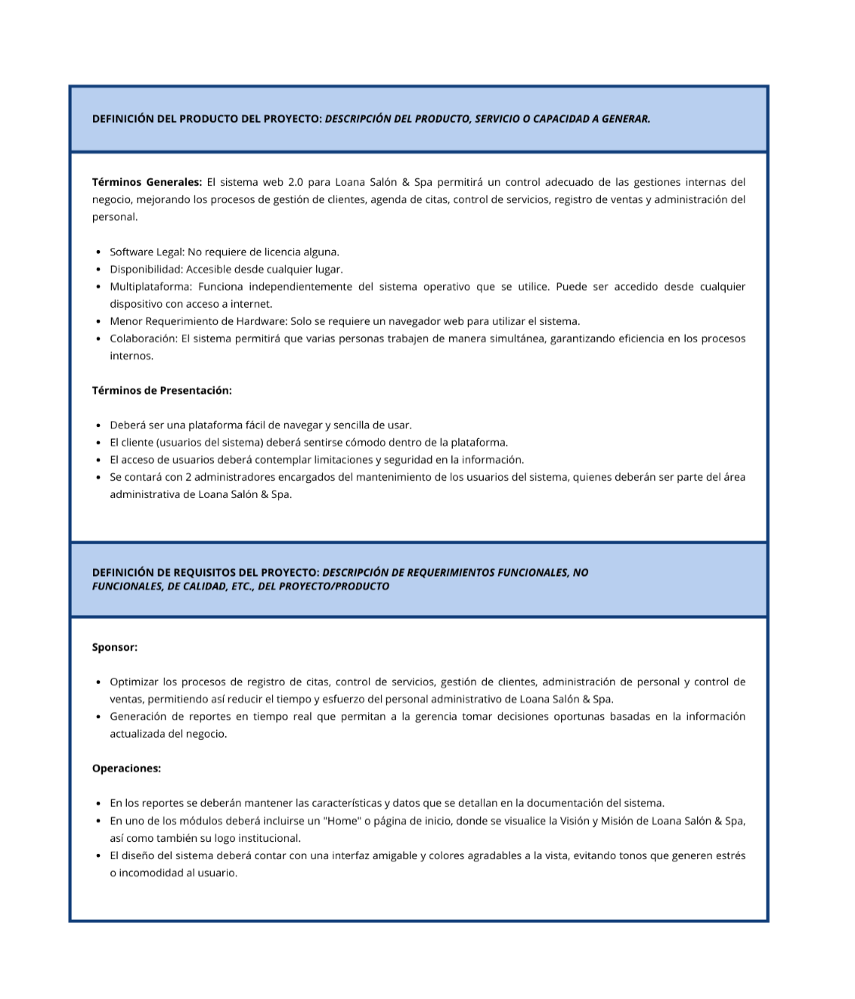 DEFINICIÓN DEL PRODUCTO DEL PROYECTO: DESCRIPCIÓN DEL PRODUCTO, SERVICIO O CAPACIDAD A GENERAR.
Términos Generales: El sistema web 2.0 para Loana Salón & Spa permitirá un control adecuado de las gestiones internas del
negocio, mejorando los procesos de gestión de clientes, agenda de citas, control de servicios, registro de ventas y administración del
personal.
• Software Legal: No requiere de licencia alguna.
• Disponibilidad: Accesible desde cualquier lugar.
• Multiplataforma: Funciona independientemente del sistema operativo que se utilice. Puede ser accedido desde cualquier
dispositivo con acceso a internet.
• Menor Requerimiento de Hardware: Solo se requiere un navegador web para utilizar el sistema.
• Colaboración: El sistema permitirá que varias personas trabajen de manera simultánea, garantizando eficiencia en los procesos
internos.
Términos de Presentación:
• Deberá ser una plataforma fácil de navegar y sencilla de usar.
• El cliente (usuarios del sistema) deberá sentirse cómodo dentro de la plataforma.
• El acceso de usuarios deberá contemplar limitaciones y seguridad en la información.
• Se contará con 2 administradores encargados del mantenimiento de los usuarios del sistema, quienes deberán ser parte del área
administrativa de Loana Salón & Spa.
DEFINICIÓN DE REQUISITOS DEL PROYECTO: DESCRIPCIÓN DE REQUERIMIENTOS FUNCIONALES, NO
FUNCIONALES, DE CALIDAD, ETC., DEL PROYECTO/PRODUCTO
Sponsor:
• Optimizar los procesos de registro de citas, control de servicios, gestión de clientes, administración de personal y control de
ventas, permitiendo así reducir el tiempo y esfuerzo del personal administrativo de Loana Salón & Spa.
• Generación de reportes en tiempo real que permitan a la gerencia tomar decisiones oportunas basadas en la información
actualizada del negocio.
Operaciones:
• En los reportes se deberán mantener las características y datos que se detallan en la documentación del sistema.
• En uno de los módulos deberá incluirse un "Home" o página de inicio, donde se visualice la Visión y Misión de Loana Salón & Spa,
así como también su logo institucional.
• El diseño del sistema deberá contar con una interfaz amigable y colores agradables a la vista, evitando tonos que generen estrés
o incomodidad al usuario.